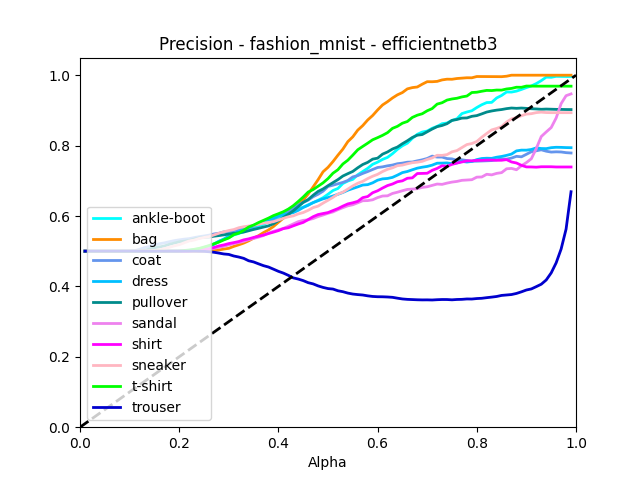 Precision - fashion_mnist - efficientnetb3
1.0
0.8
0.6
0.4
0.2
0.0
ankle-boot
bag
coat
dress
pullover
sandal
shirt
sneaker
t-shirt
trouser
0.0 0.2 0.4 0.6 0.8 1.0
Alpha